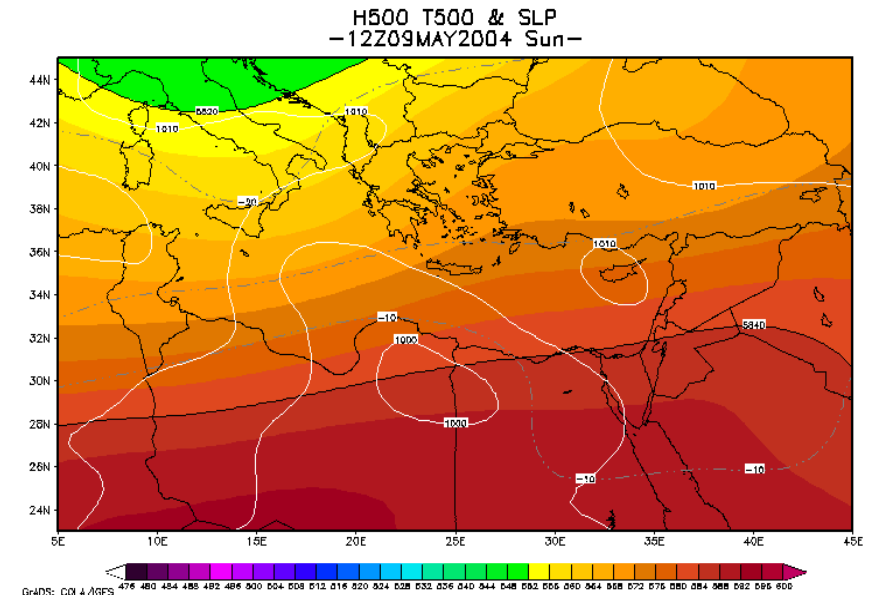 H500 T500 & SLP
-12Z09MAY2004 Sun-
44N
42N
40N
38N
36N
34N
32N
30N
28N
26N
24N
5520
1010
1010
-20
1010
1010
-10
1000
5840
1000
-10
-10
5E
10E
15E
20E
25E
30E
35E
40E
45E
476 480 484 488 492 496 500 504 508 512 516 520 524 528 532 536 540 544 548 552 556 560 564 568 572 576 580 584 588 592 596 600
GrADS: COLA/IGES